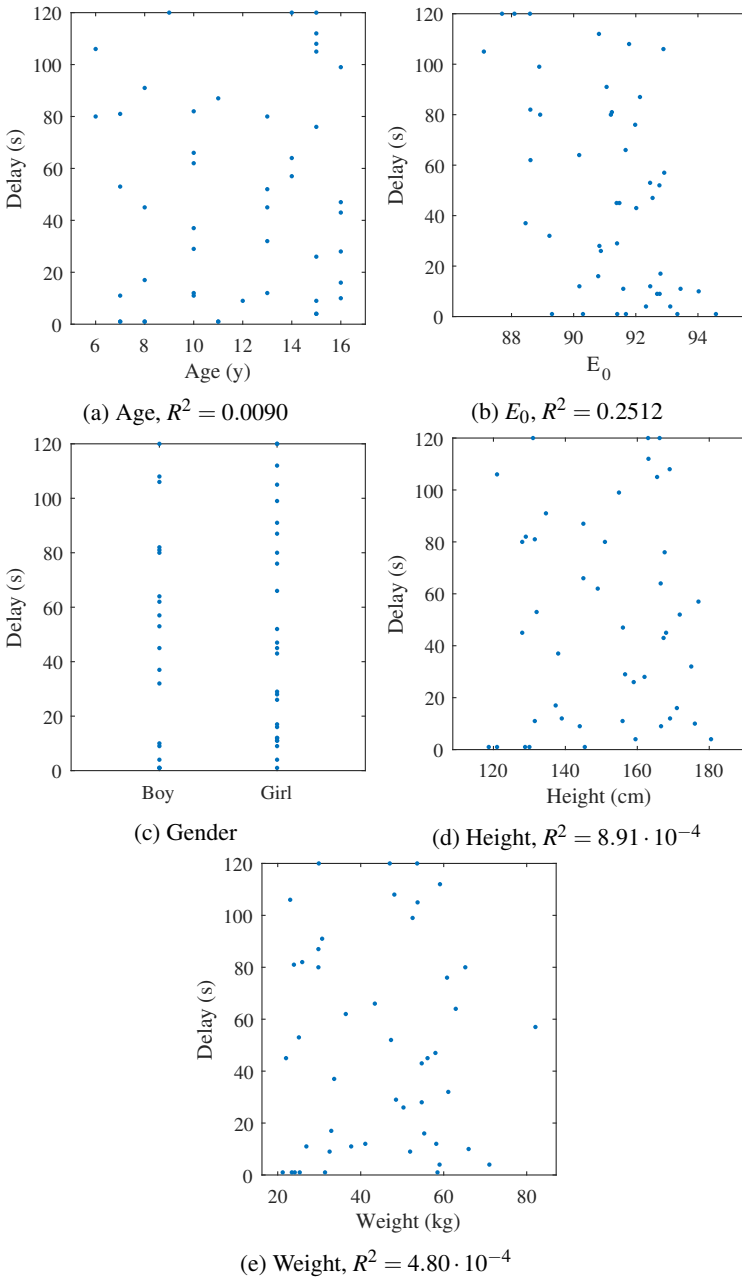 120
100
80
60
40
20
0
Delay (s)
6 8 10 12 14 16
Age (y)
(a) Age, R² = 0.0090
120
100
80
60
40
20
0
Delay (s)
88 90 92 94
E₀
(b) E₀, R² = 0.2512
120
100
80
60
40
20
0
Delay (s)
Boy Girl
(c) Gender
120
100
80
60
40
20
0
Delay (s)
120 140 160 180
Height (cm)
(d) Height, R² = 8.91 · 10⁻⁴
120
100
80
60
40
20
0
Delay (s)
20 40 60 80
Weight (kg)
(e) Weight, R² = 4.80 · 10⁻⁴